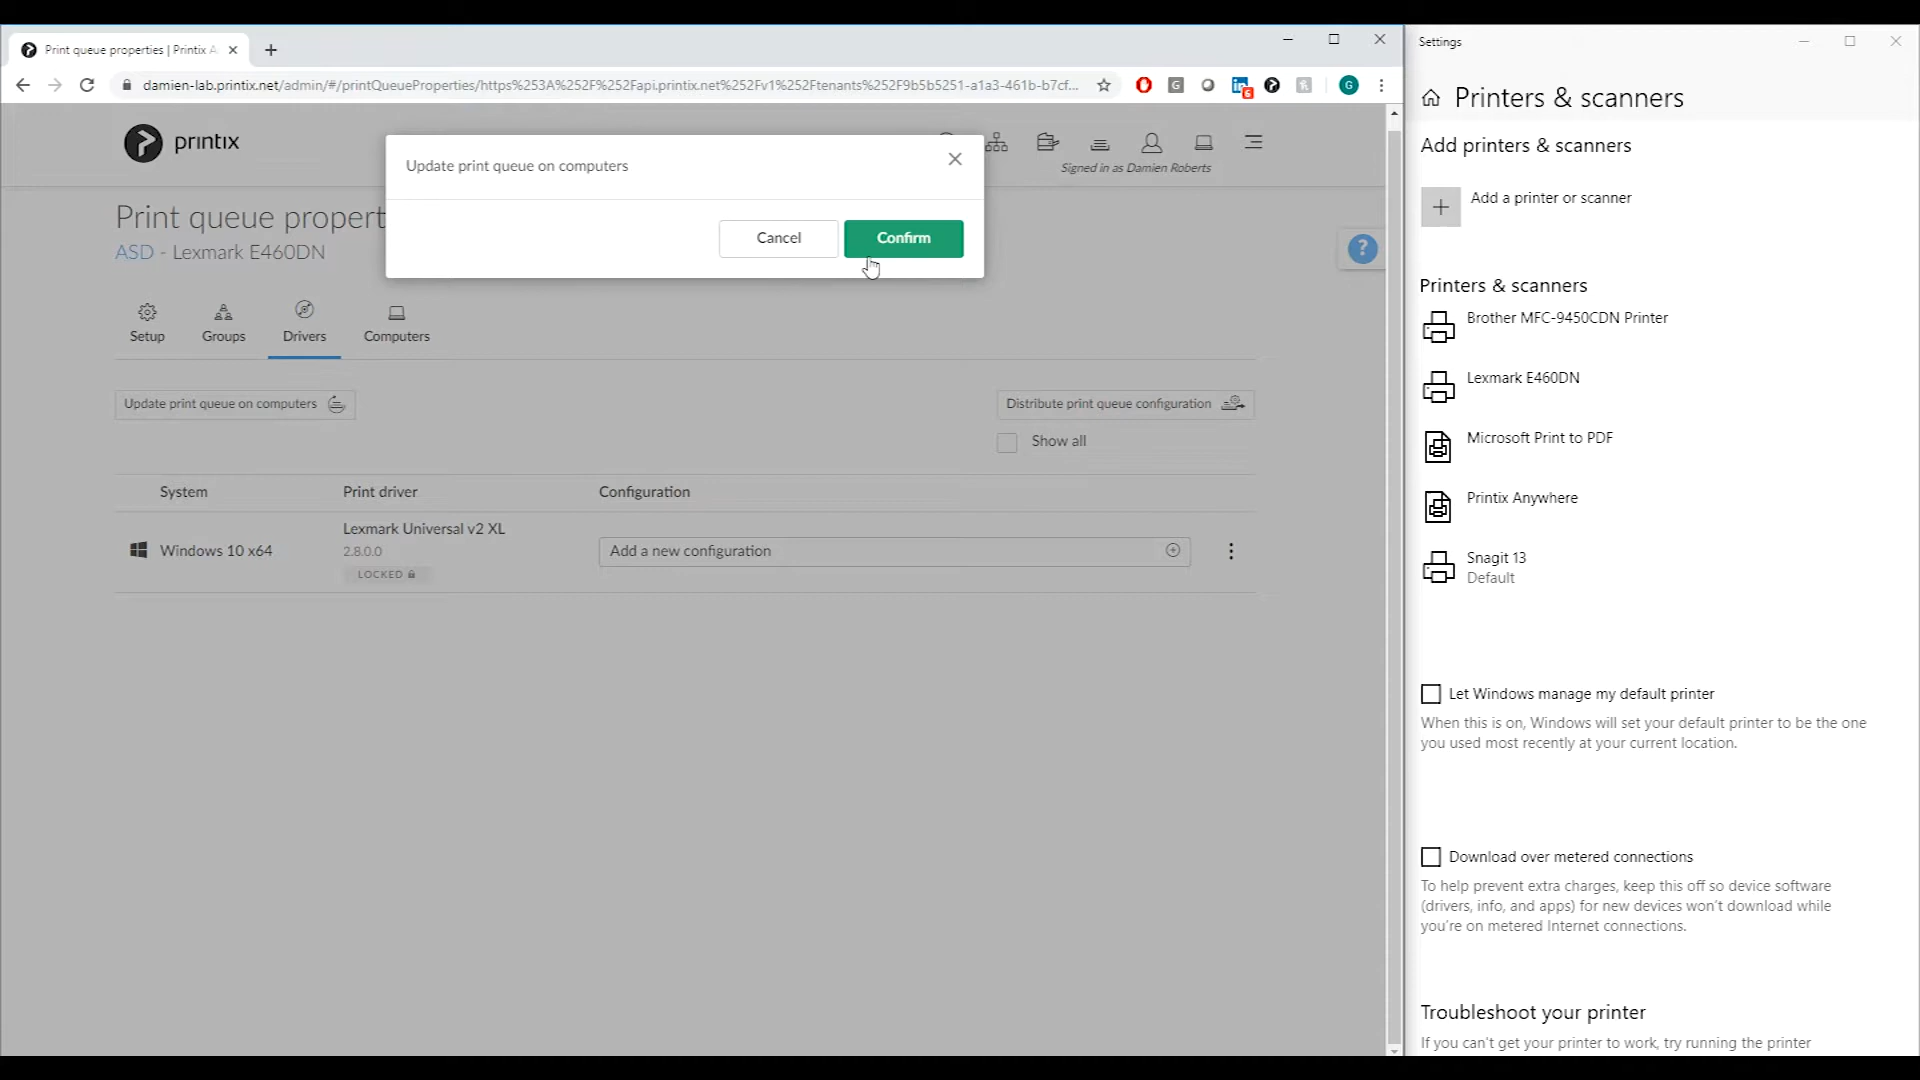 Print queue properties | Printix A
damien-lab.printix.net/admin/#/printQueueProperties/https%253A%252F%252Fapi.printix.net%252Fv1%252Ftenants%252F9b5b5251-a1a3-461b-b7cf...
G
6
G
printix
Signed in as Damien Roberts
Update print queue on computers
Cancel
Confirm
Print queue propert
ASD - Lexmark E460DN
?
Setup
Groups
Drivers
Computers
Update print queue on computers
Distribute print queue configuration
Show all
System
Print driver
Configuration
Windows 10 x64
Lexmark Universal v2 XL
2.8.0.0
LOCKED
Add a new configuration
Settings
Printers & scanners
Add printers & scanners
Add a printer or scanner
Printers & scanners
Brother MFC-9450CDN Printer
Lexmark E460DN
Microsoft Print to PDF
Printix Anywhere
Snagit 13
Default
Let Windows manage my default printer
When this is on, Windows will set your default printer to be the one
you used most recently at your current location.
Download over metered connections
To help prevent extra charges, keep this off so device software
(drivers, info, and apps) for new devices won't download while
you're on metered Internet connections.
Troubleshoot your printer
If you can't get your printer to work, try running the printer